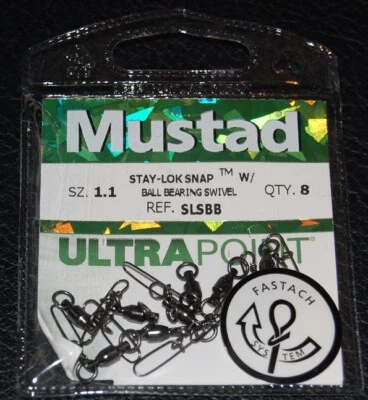 Mustad
STAY-LOK SNAP ™ W/
SZ. 1.1 BALL BEARING SWIVEL QTY. 8
REF. SLSBB
ULTRAPOINT®
FASTACH
SYSTEM